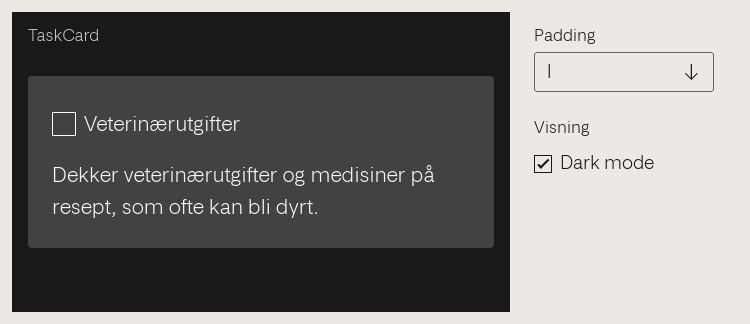 TaskCard
Veterinærutgifter
Dekker veterinærutgifter og medisiner på
resept, som ofte kan bli dyrt.
Padding
l
Visning
Dark mode